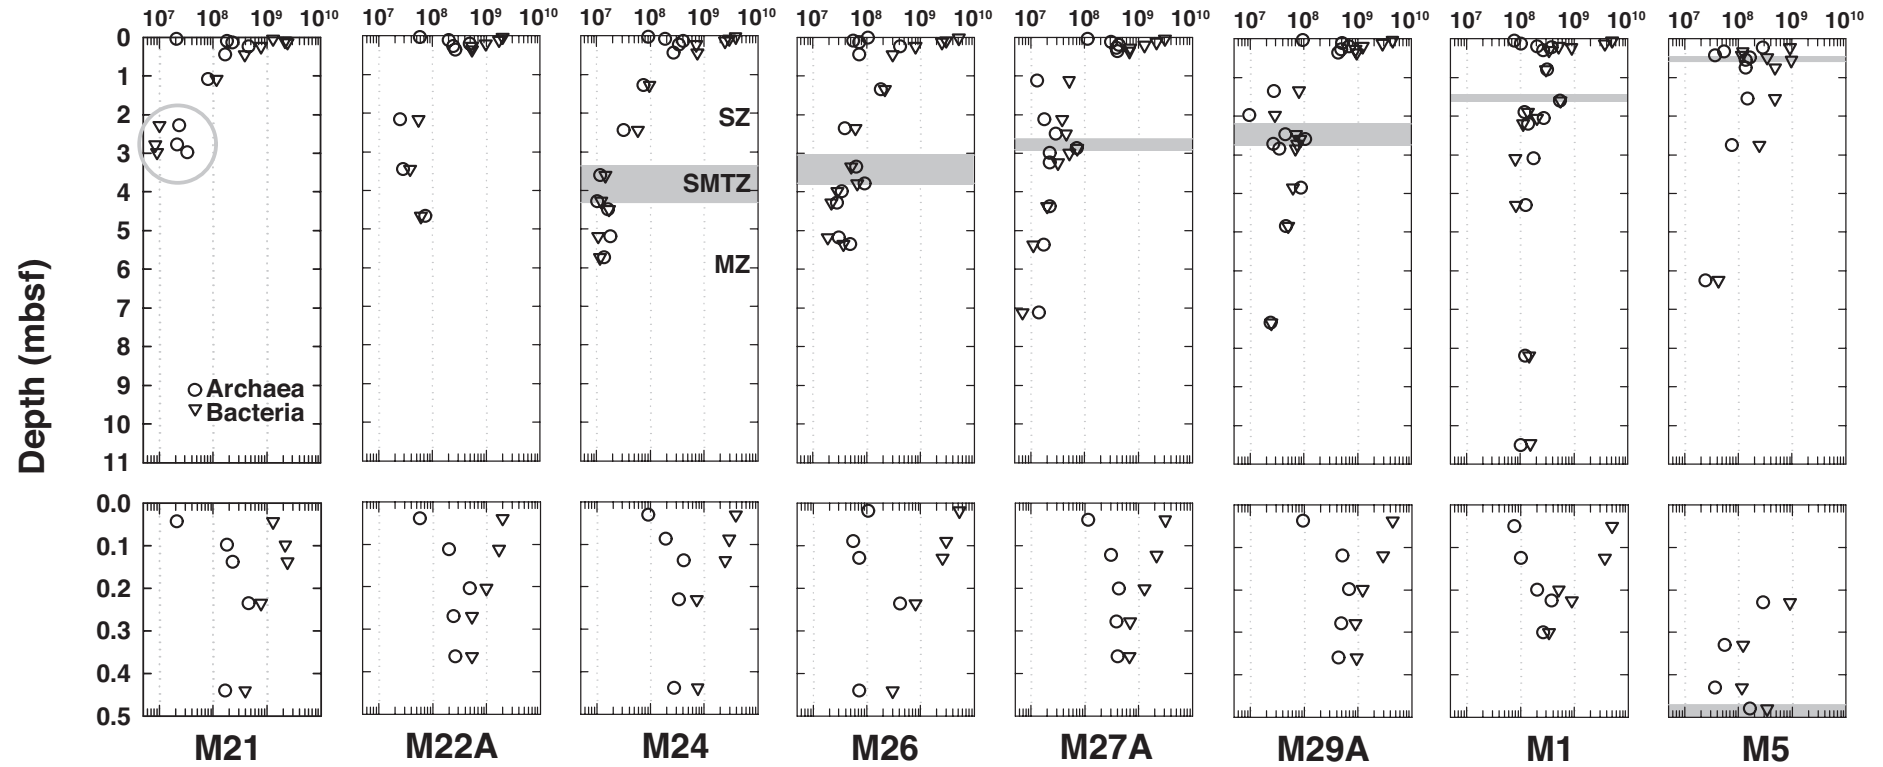 10⁷ 10⁸ 10⁹ 10¹⁰ 10⁷ 10⁸ 10⁹ 10¹⁰ 10⁷ 10⁸ 10⁹ 10¹⁰ 10⁷ 10⁸ 10⁹ 10¹⁰ 10⁷ 10⁸ 10⁹ 10¹⁰ 10⁷ 10⁸ 10⁹ 10¹⁰ 10⁷ 10⁸ 10⁹ 10¹⁰ 10⁷ 10⁸ 10⁹ 10¹⁰
Depth (mbsf)
0
1
2
3
4
5
6
7
8
9
10
11
SZ
SMTZ
MZ
Archaea
Bacteria
0.0
0.1
0.2
0.3
0.4
0.5
M21 M22A M24 M26 M27A M29A M1 M5